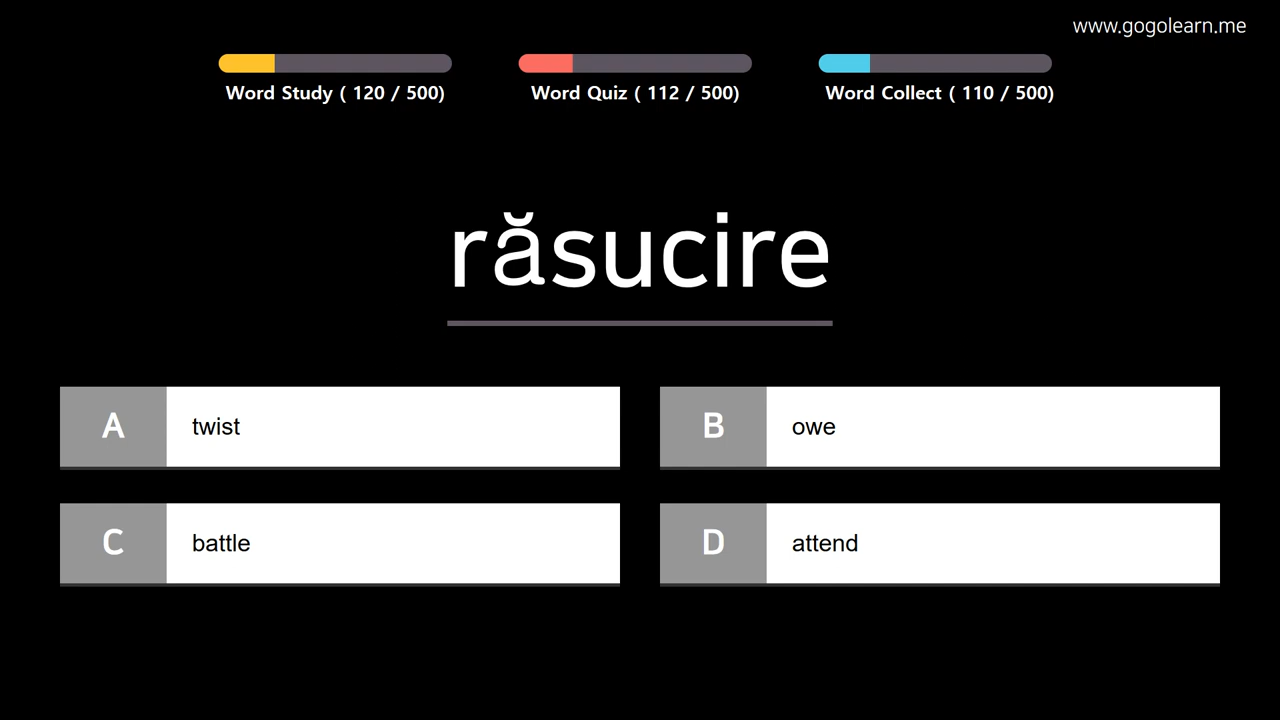 www.gogolearn.me
Word Study ( 120 / 500)
Word Quiz ( 112 / 500)
Word Collect ( 110 / 500)
răsucire
A twist
B owe
C battle
D attend